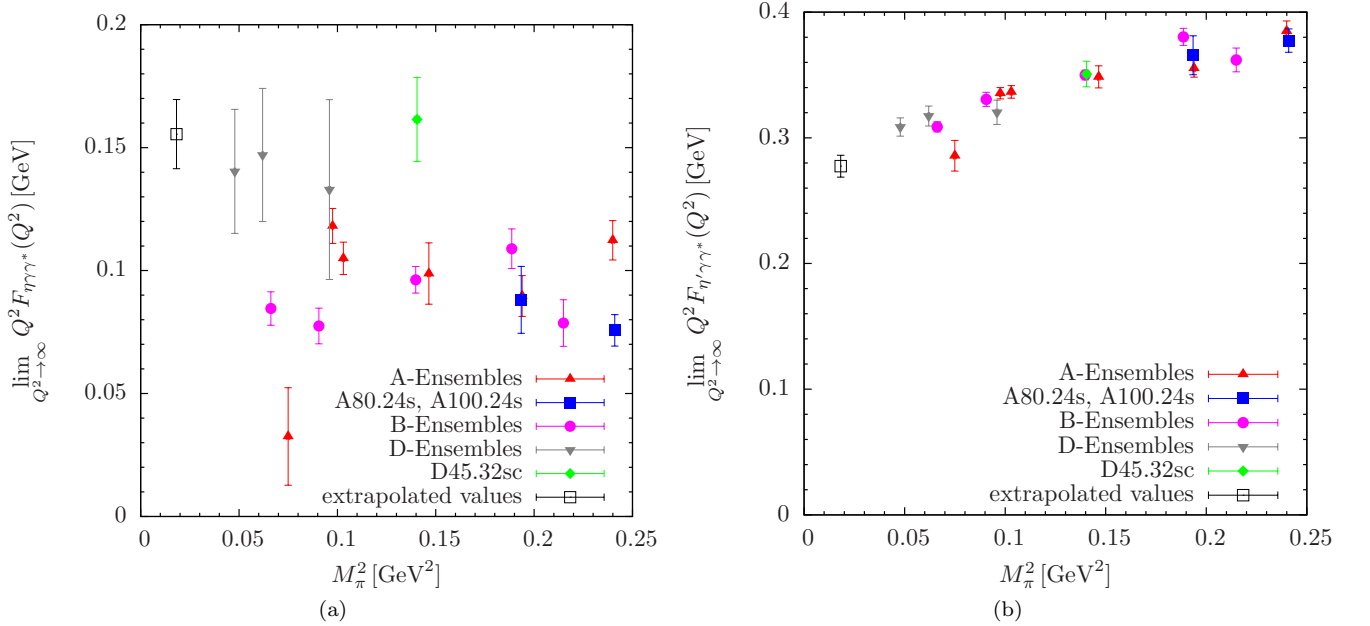 0.2
0.15
0.1
0.05
0
lim Q²→∞ Q²F_ηγγ*(Q²) [GeV]
A-Ensembles
A80.24s, A100.24s
B-Ensembles
D-Ensembles
D45.32sc
extrapolated values
0 0.05 0.1 0.15 0.2 0.25
M_π² [GeV²]
(a)
0.4
0.3
0.2
0.1
0
lim Q²→∞ Q²F_η′γγ*(Q²) [GeV]
A-Ensembles
A80.24s, A100.24s
B-Ensembles
D-Ensembles
D45.32sc
extrapolated values
0 0.05 0.1 0.15 0.2 0.25
M_π² [GeV²]
(b)